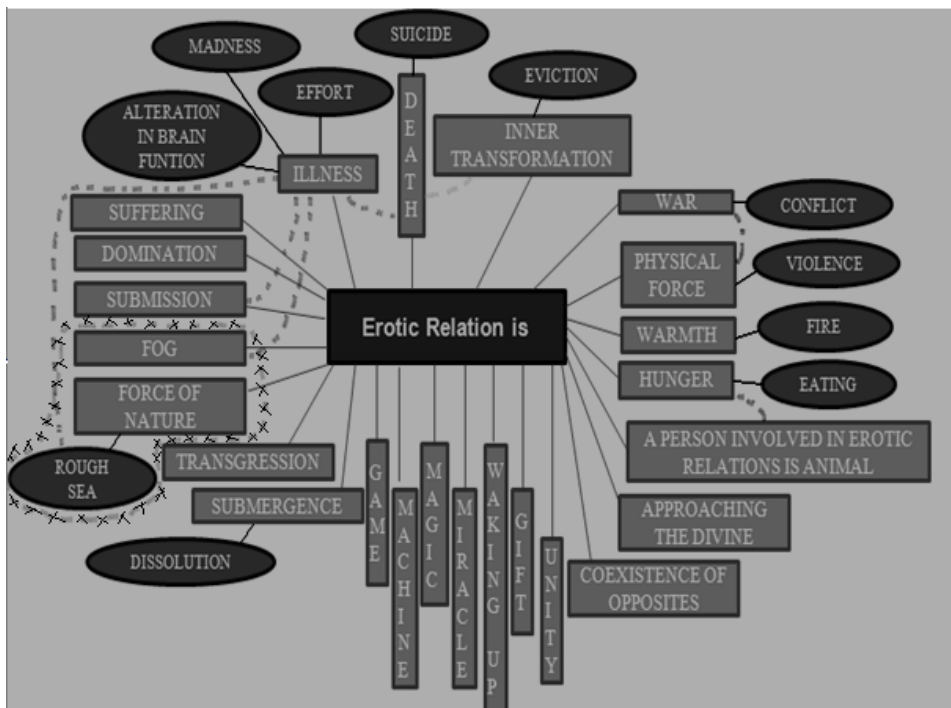 SUICIDE
MADNESS
EVICTION
EFFORT
ALTERATION
IN BRAIN
FUNTION
DEATH
INNER
TRANSFORMATION
ILLNESS
SUFFERING
WAR
CONFLICT
DOMINATION
PHYSICAL
FORCE
VIOLENCE
SUBMISSION
Erotic Relation is
WARMTH
FIRE
FOG
HUNGER
EATING
FORCE OF
NATURE
A PERSON INVOLVED IN EROTIC
RELATIONS IS ANIMAL
ROUGH
SEA
TRANSGRESSION
SUBMERGENCE
DISSOLUTION
GAME
MACHINE
MAGIC
MIRACLE
WAKING UP
GIFT
UNITY
APPROACHING
THE DIVINE
COEXISTENCE OF
OPPOSITES